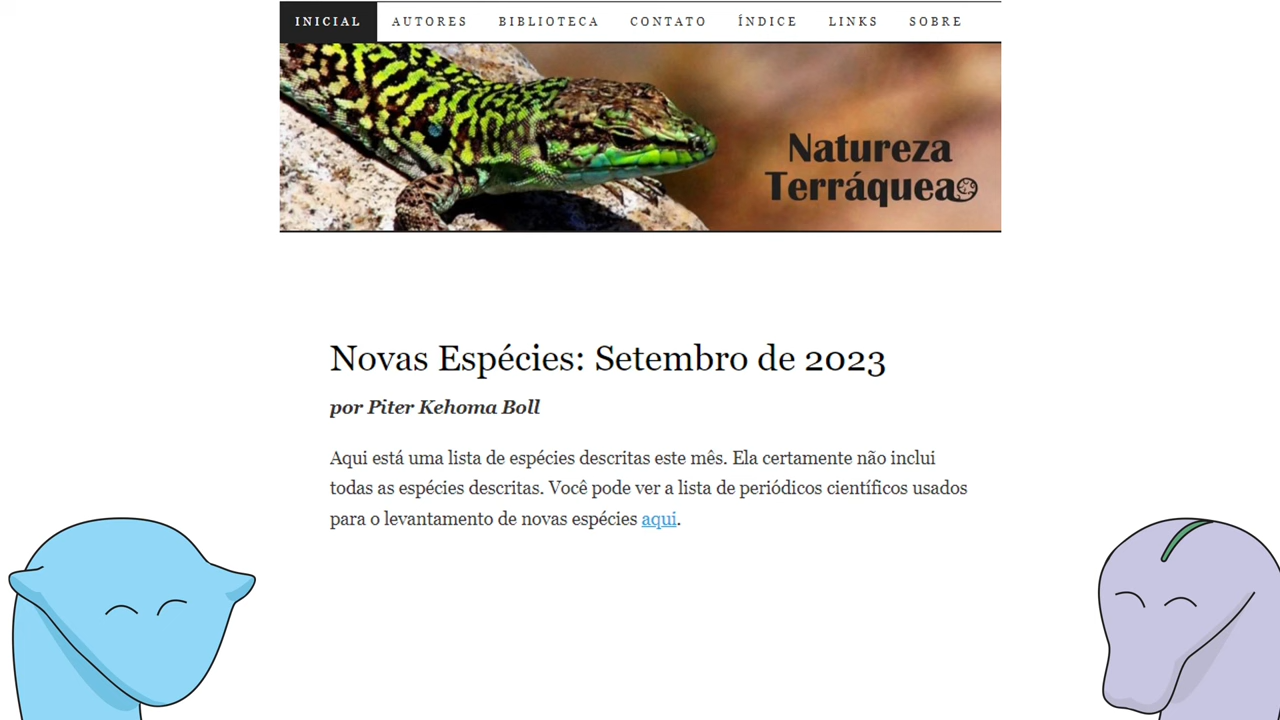 INICIAL AUTORES BIBLIOTECA CONTATO ÍNDICE LINKS SOBRE
Natureza
Terráquea
Novas Espécies: Setembro de 2023
por Piter Kehoma Boll
Aqui está uma lista de espécies descritas este mês. Ela certamente não inclui
todas as espécies descritas. Você pode ver a lista de periódicos científicos usados
para o levantamento de novas espécies aqui.